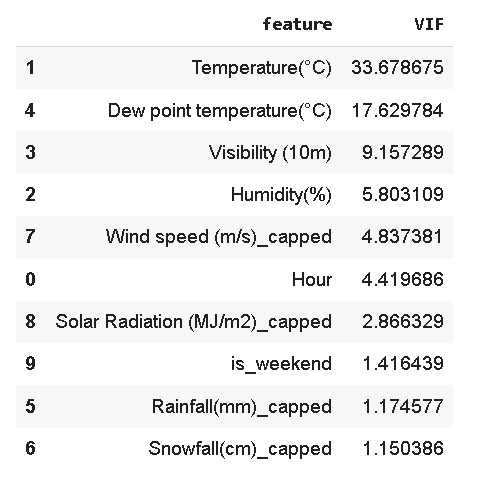 feature VIF
1 Temperature(°C) 33.678675
4 Dew point temperature(°C) 17.629784
3 Visibility (10m) 9.157289
2 Humidity(%) 5.803109
7 Wind speed (m/s)_capped 4.837381
0 Hour 4.419686
8 Solar Radiation (MJ/m2)_capped 2.866329
9 is_weekend 1.416439
5 Rainfall(mm)_capped 1.174577
6 Snowfall(cm)_capped 1.150386